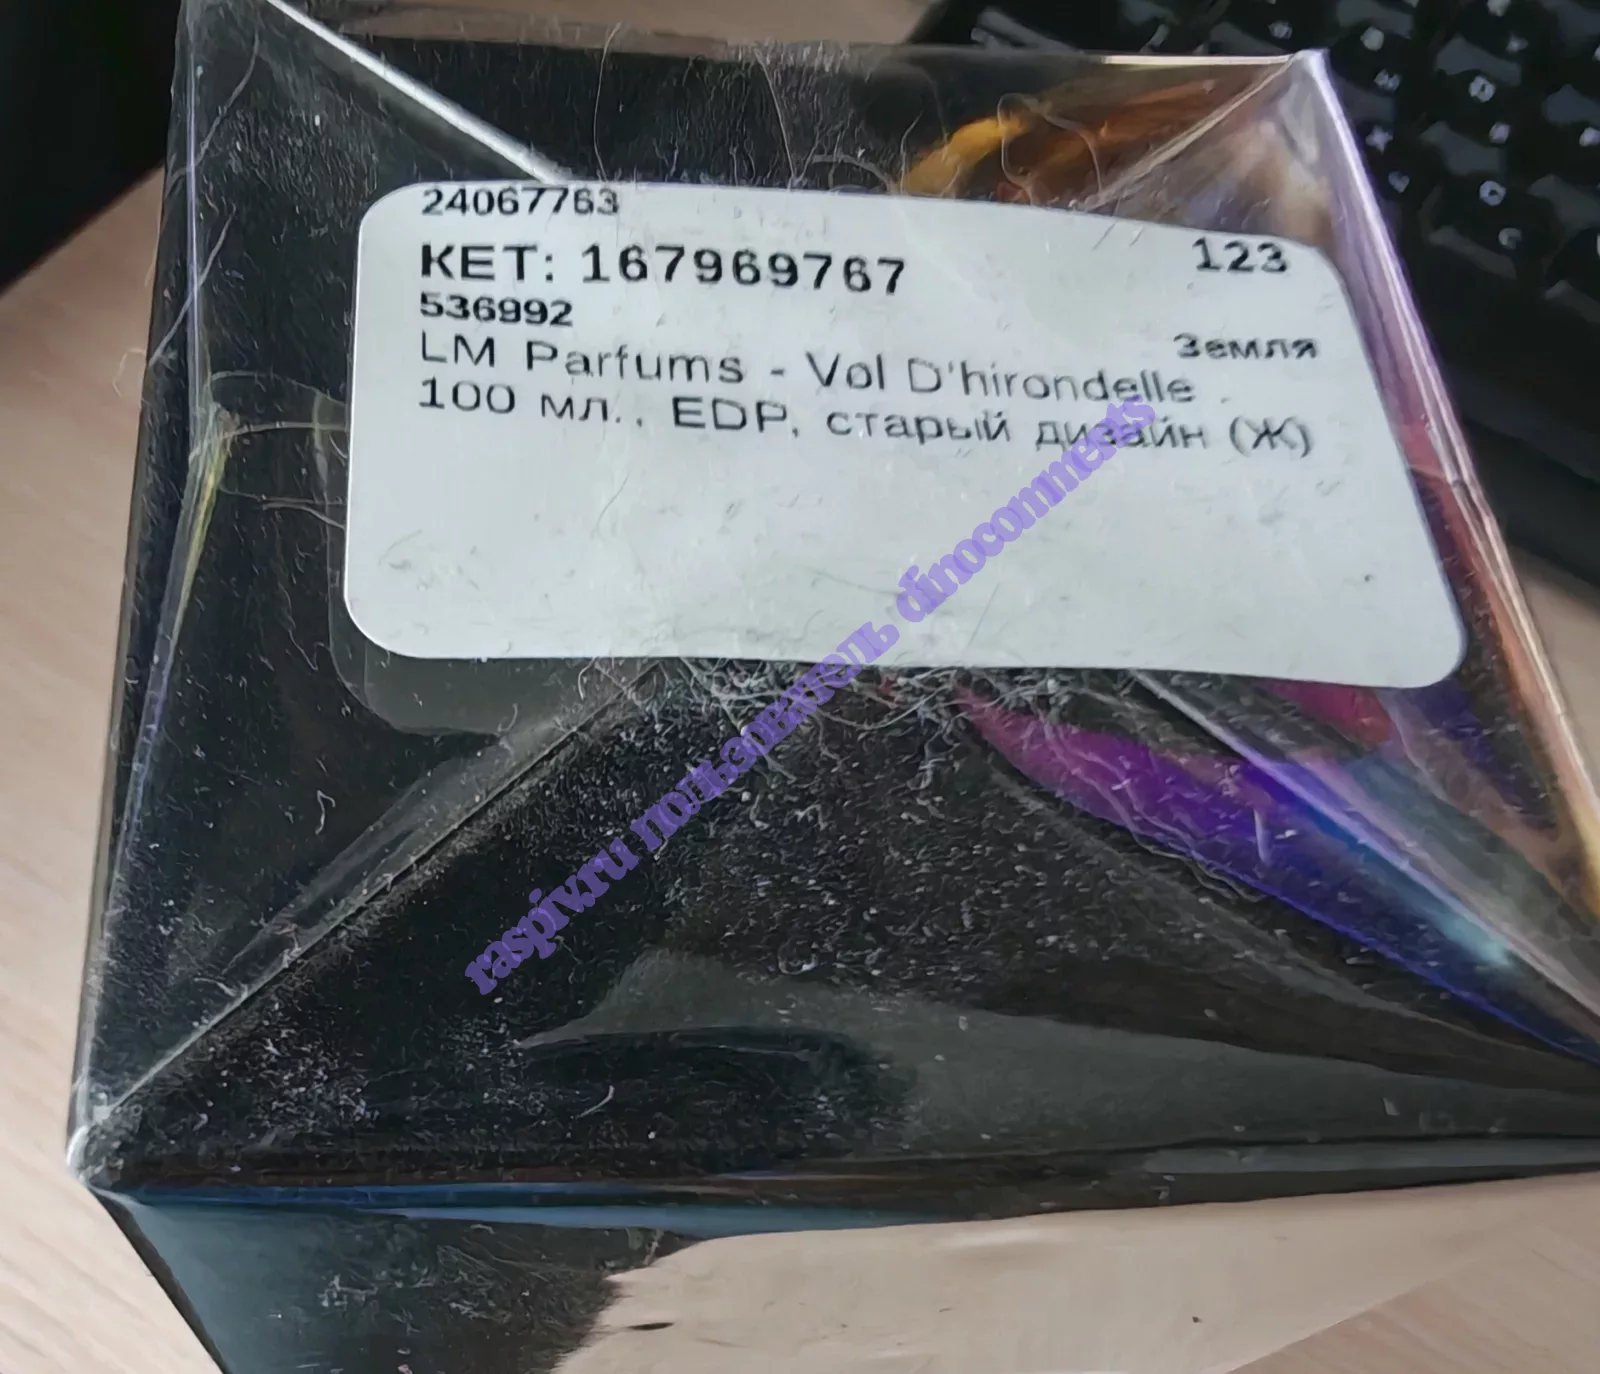 24067763
КЕТ: 167969767
123
536992
Земля
LM Parfums - Vol D'hirondelle -
100 мл., EDP, старый дизайн (Ж)
raspiv.ru пользователь dinocomments